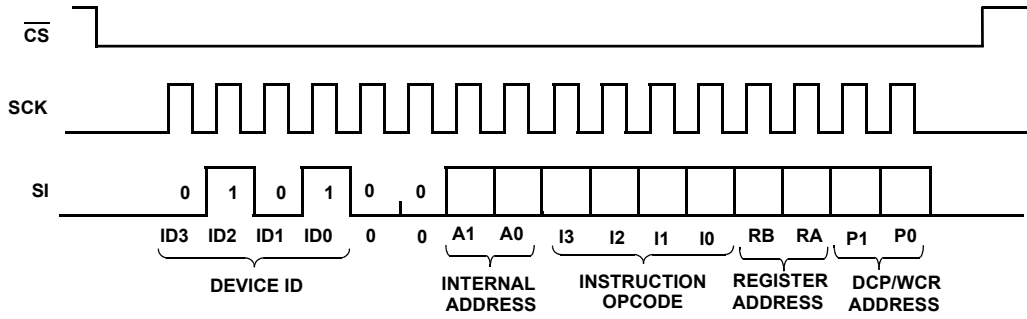 CS
SCK
SI
0 1 0 1 0 0
ID3 ID2 ID1 ID0 0 0 A1 A0 I3 I2 I1 I0 RB RA P1 P0
DEVICE ID
INTERNAL
ADDRESS
INSTRUCTION
OPCODE
REGISTER
ADDRESS
DCP/WCR
ADDRESS